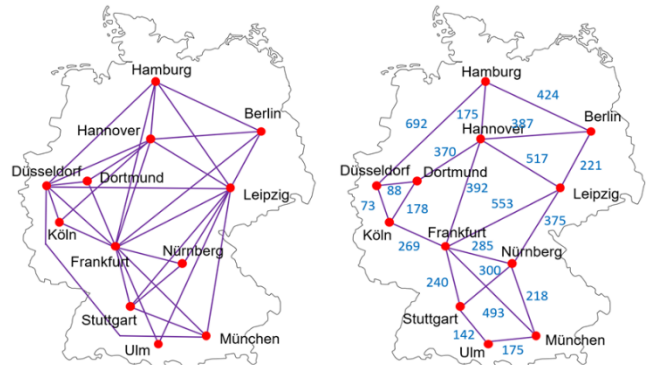 Hamburg
Berlin
Hannover
Düsseldorf
Dortmund
Leipzig
Köln
Frankfurt
Nürnberg
Stuttgart
München
Ulm
Hamburg
424
Berlin
692
175
387
Hannover
370
517
221
Düsseldorf
Dortmund
88
392
Leipzig
73
178
553
375
Köln
Frankfurt
269
285
Nürnberg
300
240
218
Stuttgart
493
142
Ulm
175
München